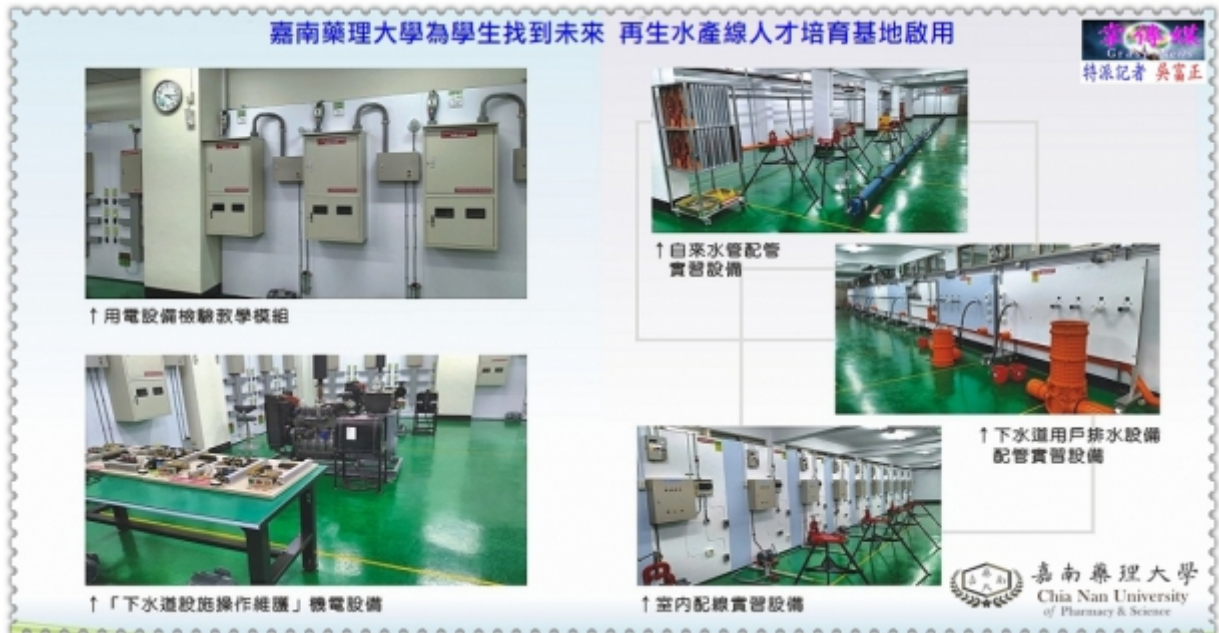 嘉南藥理大學為學生找到未來 再生水產線人才培育基地啟用
特派記者 吳富正
↑用電設備檢驗教學模組
↑自來水管配管
實習設備
↑下水道用戶排水設備
配管實習設備
↑「下水道設施操作維護」機電設備
↑室內配線實習設備
嘉南藥理大學
Chia Nan University
of Pharmacy & Science